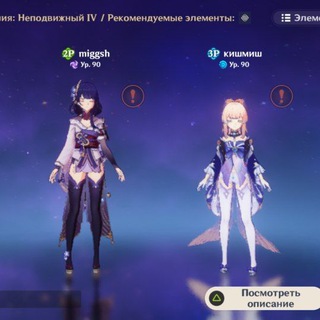 ния: Неподвижный IV / Рекомендуемые элементы:
Элем
2P miggsh
Ур. 90
3P кишмиш
Ур. 90
Посмотреть
описание